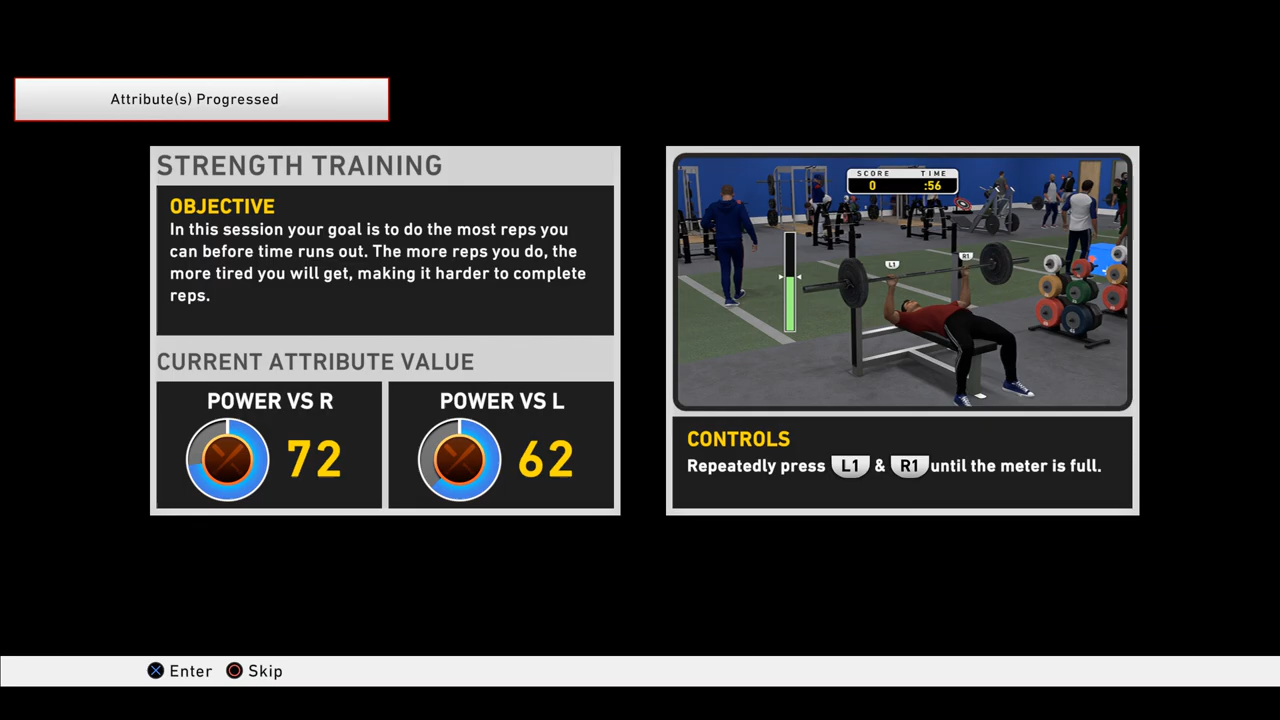 Attribute(s) Progressed
STRENGTH TRAINING
OBJECTIVE
In this session your goal is to do the most reps you
can before time runs out. The more reps you do, the
more tired you will get, making it harder to complete
reps.
CURRENT ATTRIBUTE VALUE
POWER VS R
72
POWER VS L
62
SCORE TIME
0 :56
L1 R1
CONTROLS
Repeatedly press L1 & R1 until the meter is full.
Enter Skip